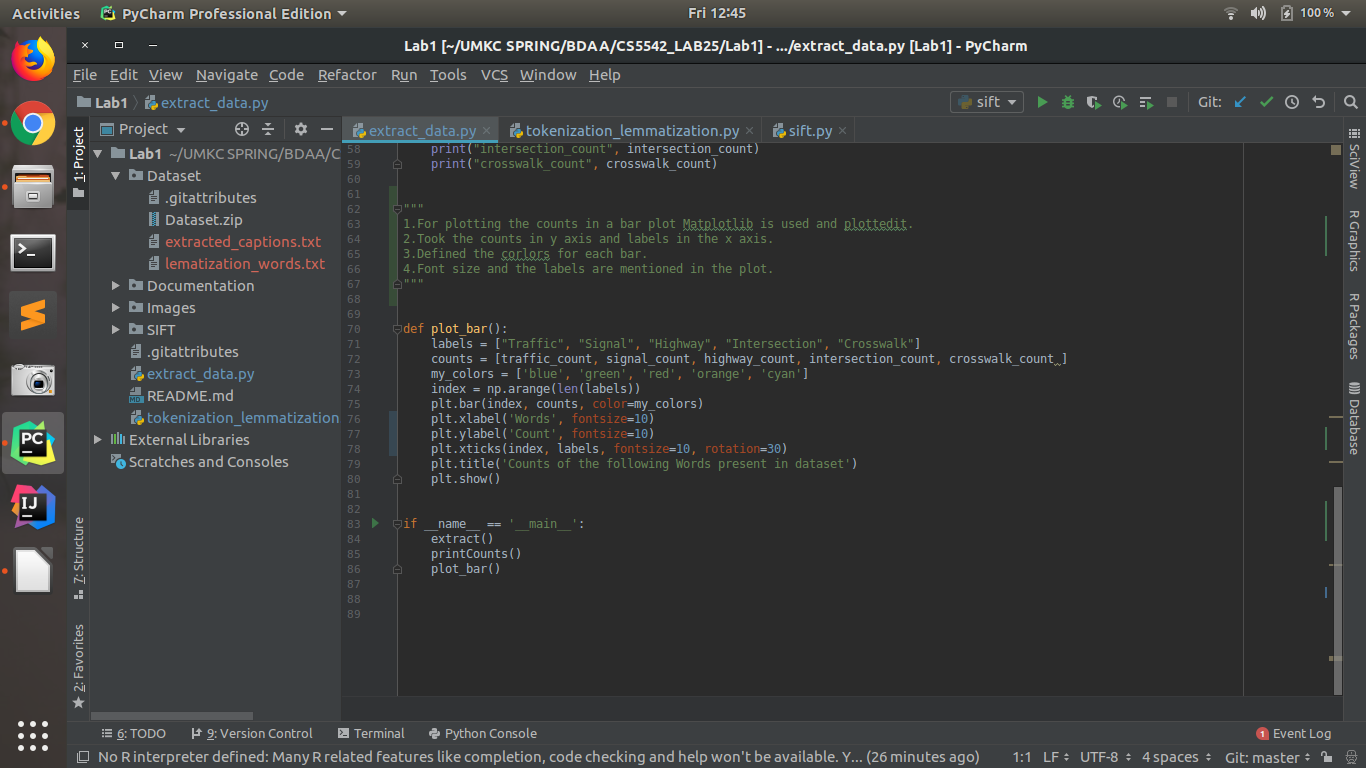 Activities PyCharm Professional Edition Fri 12:45 100%
Lab1 [~/UMKC SPRING/BDAA/CS5542_LAB25/Lab1] - .../extract_data.py [Lab1] - PyCharm
File Edit View Navigate Code Refactor Run Tools VCS Window Help
Lab1 extract_data.py sift Git:
Project extract_data.py tokenization_lemmatization.py sift.py
1: Project
Lab1 ~/UMKC SPRING/BDAA/C
Dataset
.gitattributes
Dataset.zip
extracted_captions.txt
lematization_words.txt
Documentation
Images
SIFT
.gitattributes
extract_data.py
README.md
tokenization_lemmatization
External Libraries
Scratches and Consoles
7: Structure
2: Favorites
58 print("intersection_count", intersection_count)
59 print("crosswalk_count", crosswalk_count)
60
61
62 """
63 1.For plotting the counts in a bar plot Matplotlib is used and plottedit.
64 2.Took the counts in y axis and labels in the x axis.
65 3.Defined the corlors for each bar.
66 4.Font size and the labels are mentioned in the plot.
67 """
68
69
70 def plot_bar():
71 labels = ["Traffic", "Signal", "Highway", "Intersection", "Crosswalk"]
72 counts = [traffic_count, signal_count, highway_count, intersection_count, crosswalk_count ]
73 my_colors = ['blue', 'green', 'red', 'orange', 'cyan']
74 index = np.arange(len(labels))
75 plt.bar(index, counts, color=my_colors)
76 plt.xlabel('Words', fontsize=10)
77 plt.ylabel('Count', fontsize=10)
78 plt.xticks(index, labels, fontsize=10, rotation=30)
79 plt.title('Counts of the following Words present in dataset')
80 plt.show()
81
82
83 if __name__ == '__main__':
84 extract()
85 printCounts()
86 plot_bar()
87
88
89
SciView
R Graphics
R Packages
Database
6: TODO 9: Version Control Terminal Python Console 1 Event Log
No R interpreter defined: Many R related features like completion, code checking and help won't be available. Y... (26 minutes ago) 1:1 LF UTF-8 4 spaces Git: master